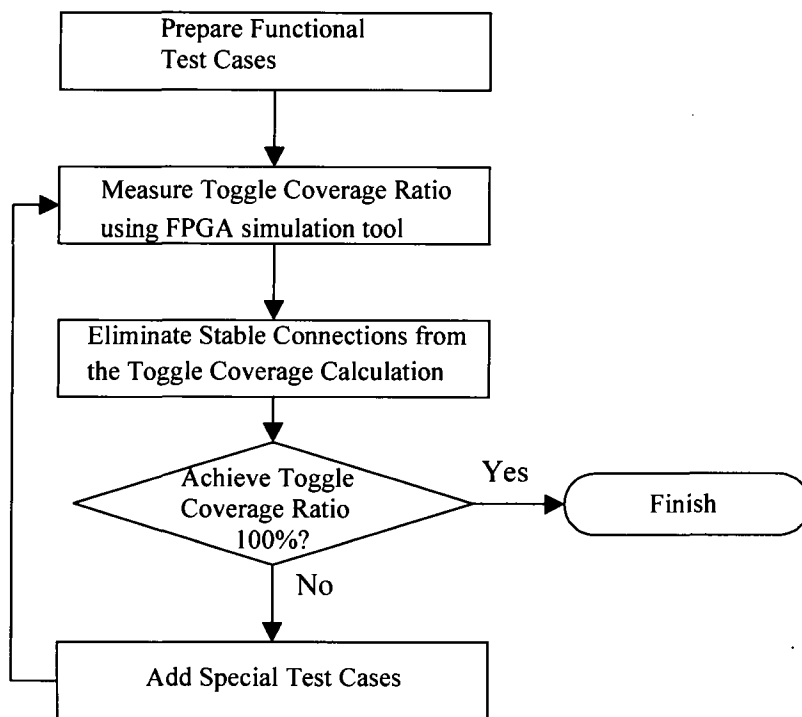 Prepare Functional
Test Cases
Measure Toggle Coverage Ratio
using FPGA simulation tool
Eliminate Stable Connections from
the Toggle Coverage Calculation
Achieve Toggle
Coverage Ratio
100%?
Yes
Finish
No
Add Special Test Cases